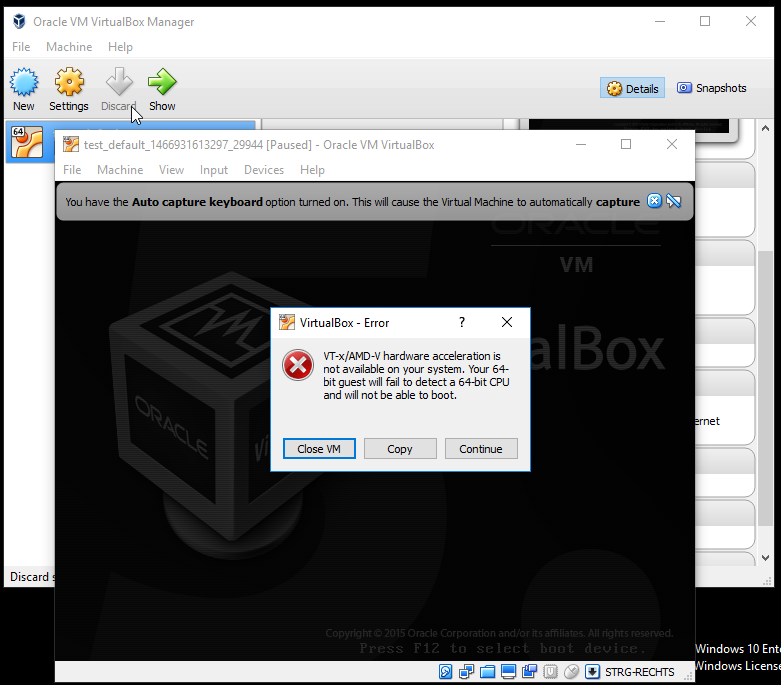 Oracle VM VirtualBox Manager
File Machine Help
New Settings Discard Show
Details Snapshots
64
test_default_1466931613297_29944 [Paused] - Oracle VM VirtualBox
File Machine View Input Devices Help
You have the Auto capture keyboard option turned on. This will cause the Virtual Machine to automatically capture
ORACLE
VM
VirtualBox - Error
?
VT-x/AMD-V hardware acceleration is
not available on your system. Your 64-
bit guest will fail to detect a 64-bit CPU
and will not be able to boot.
Close VM Copy Continue
ualBox
ORACLE
ernet
Discard s
Copyright © 2015 Oracle Corporation and/or its affiliates. All rights reserved.
Press F12 to select boot device.
STRG-RECHTS
Windows 10 Ente
Windows License